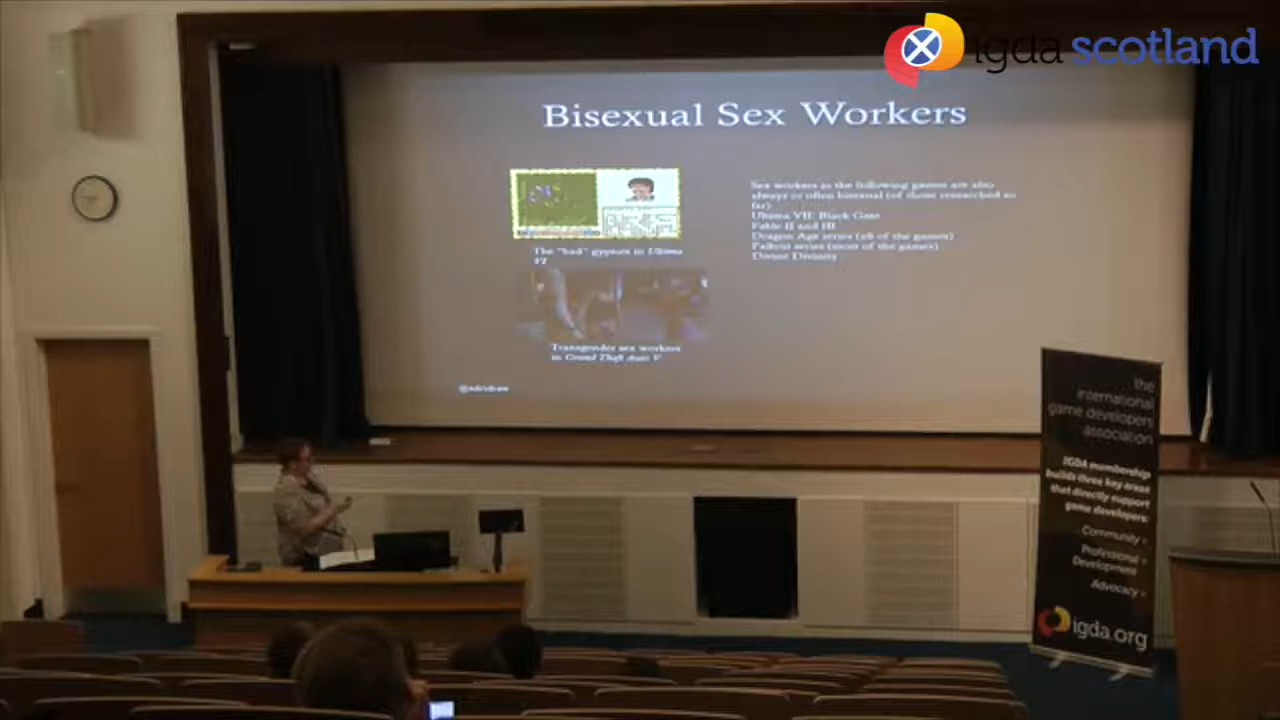 igda scotland
Bisexual Sex Workers
Sex workers in the following games are also
always or often bisexual (of those researched so
far)
Ultima VII: Black Gate
Fable II and III
Dragon Age series (all of the games)
Fallout series (most of the games)
Divine Divinity
The "bad" gypsies in Ultima
VI
Transgender sex workers
in Grand Theft Auto V
the
international
game developers
association
IGDA membership
builds three key areas
that directly support
game developers:
Community
Professional
Development
Advocacy
igda.org